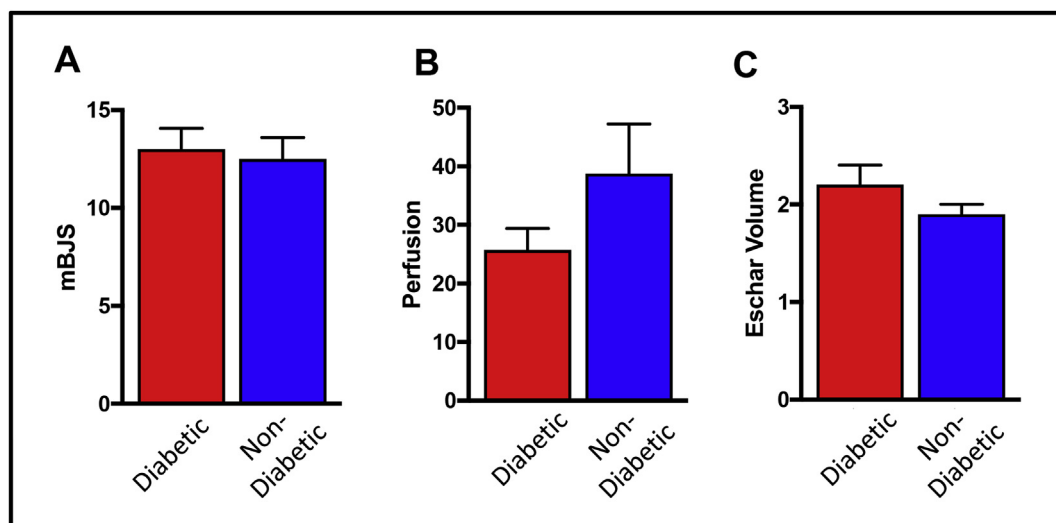 A
mBJS
15
10
5
0
Diabetic
Non-
Diabetic
B
Perfusion
50
40
30
20
10
0
Diabetic
Non-
Diabetic
C
Eschar Volume
3
2
1
0
Diabetic
Non-
Diabetic